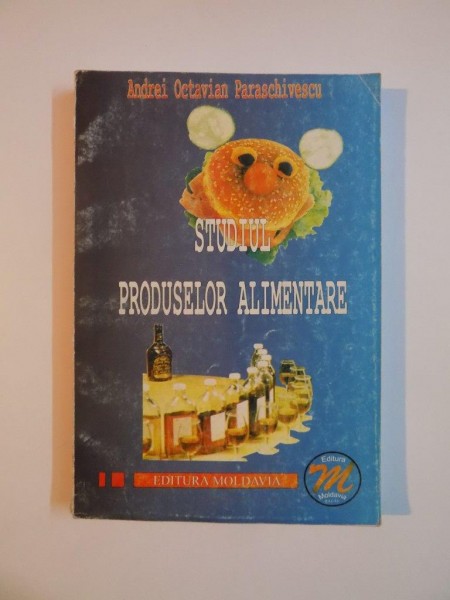 Andrei Octavian Paraschivescu
STUDIUL
PRODUSELOR ALIMENTARE
EDITURA MOLDAVIA
Editura
M
Moldavia